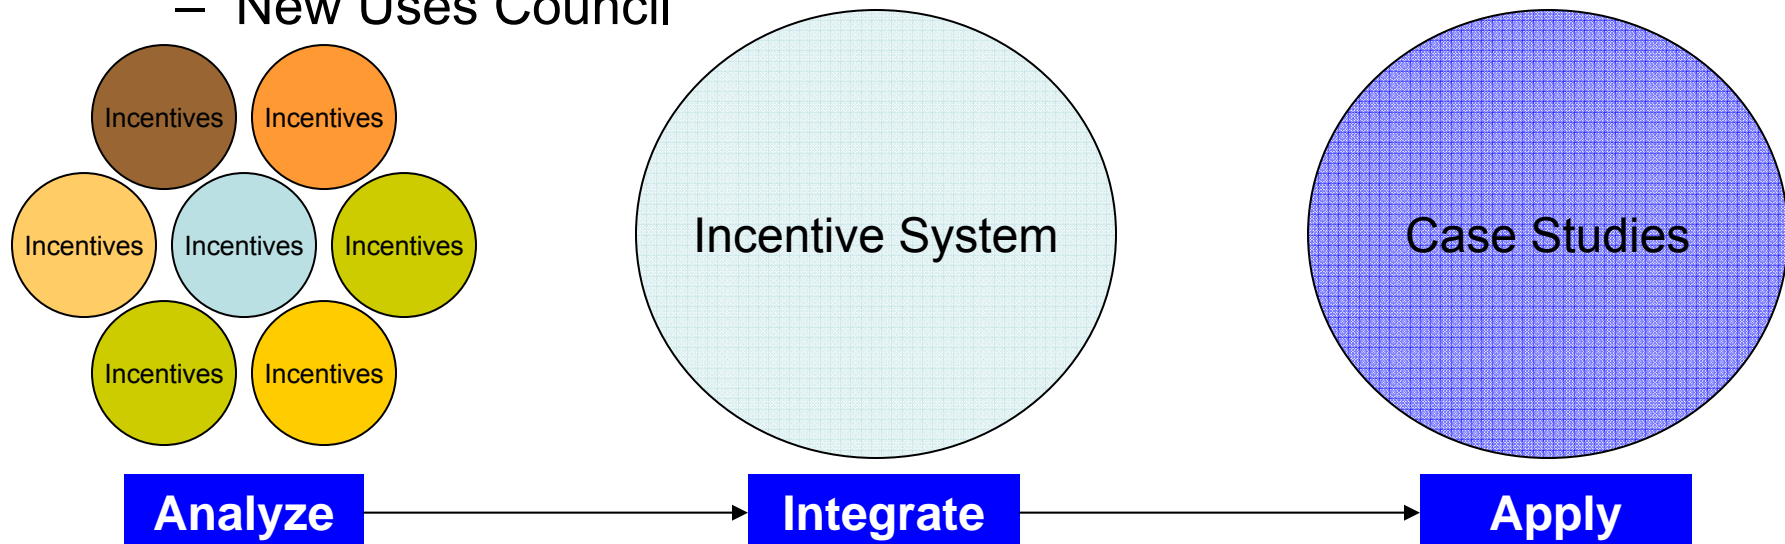 – New Uses Council
Incentives Incentives
Incentives Incentives Incentives
Incentives Incentives
Incentive System
Case Studies
Analyze
Integrate
Apply